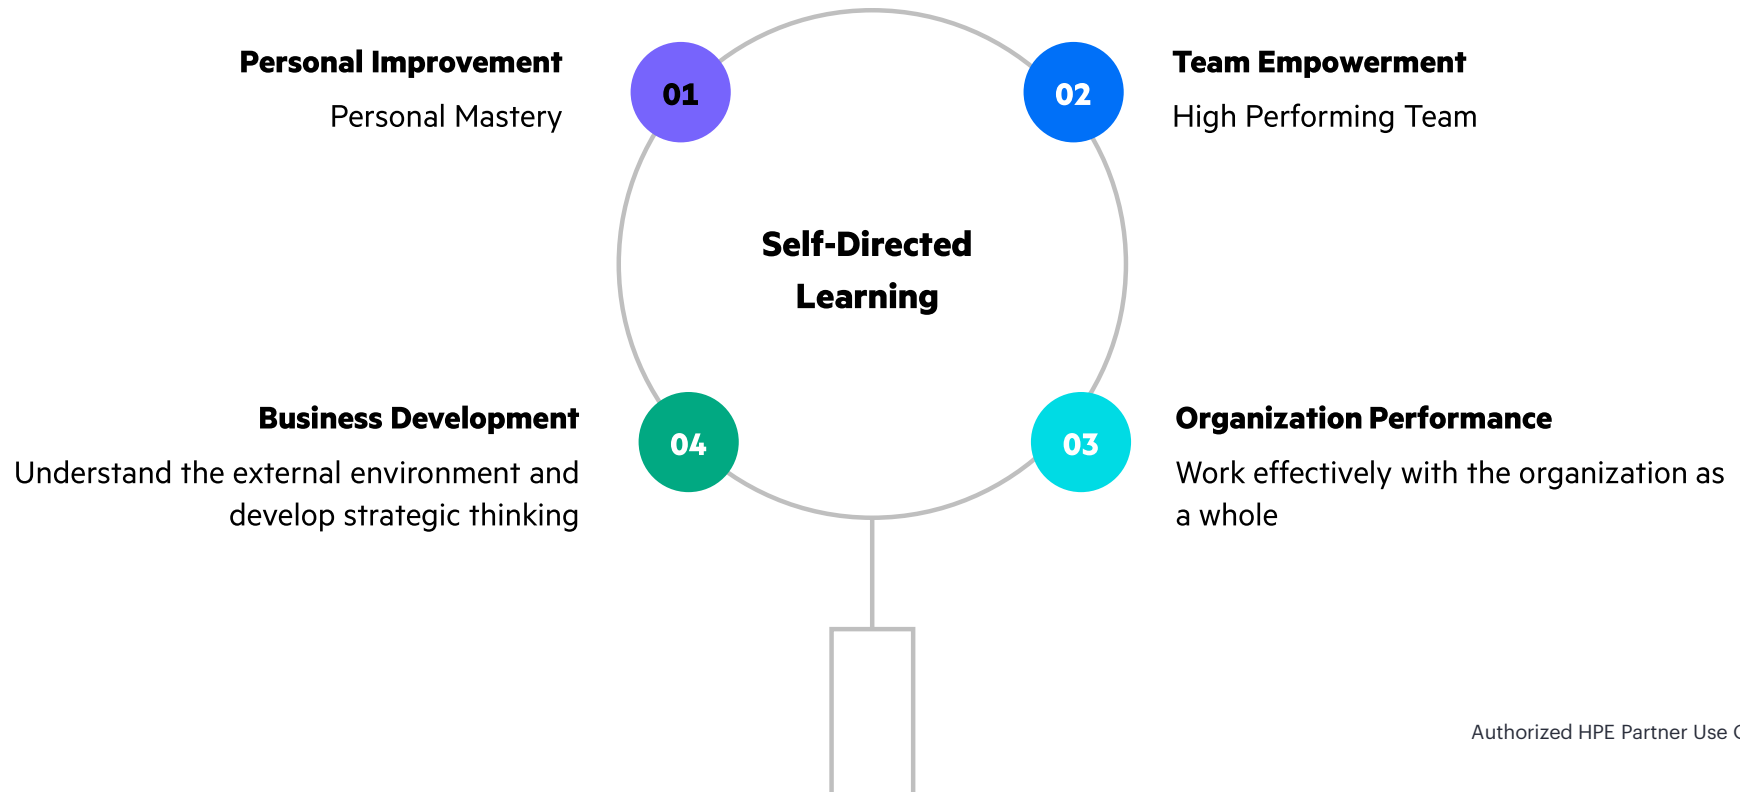 Personal Improvement
Personal Mastery
01
02
Team Empowerment
High Performing Team
Self-Directed
Learning
Business Development
Understand the external environment and
develop strategic thinking
04
03
Organization Performance
Work effectively with the organization as
a whole
Authorized HPE Partner Use